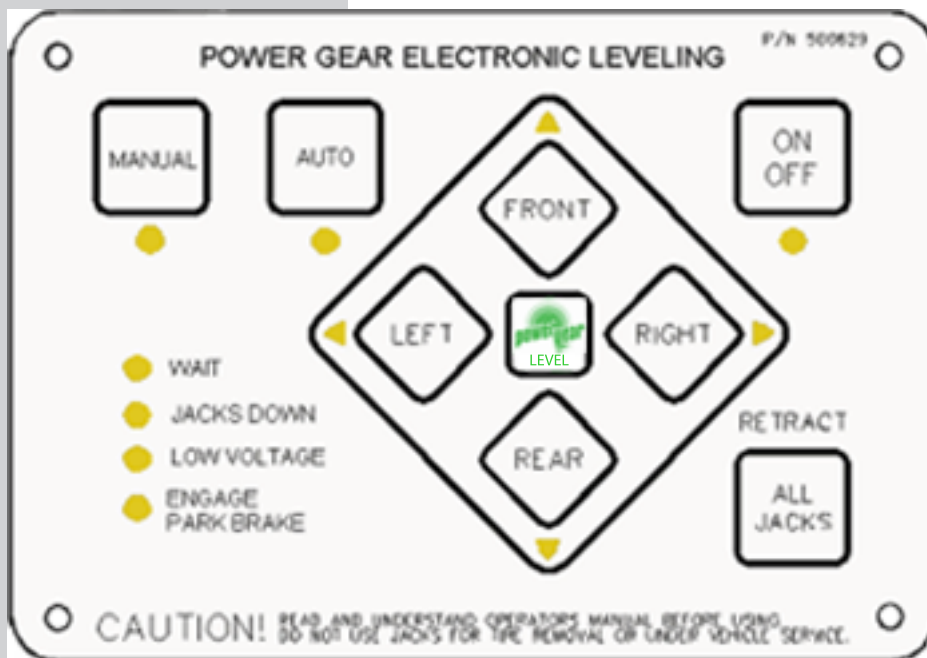 P/N 500629
POWER GEAR ELECTRONIC LEVELING
MANUAL
AUTO
ON
OFF
FRONT
LEFT
powergear
LEVEL
RIGHT
WAIT
JACKS DOWN
LOW VOLTAGE
ENGAGE
PARK BRAKE
REAR
RETRACT
ALL
JACKS
CAUTION! READ AND UNDERSTAND OPERATORS MANUAL BEFORE USING.
DO NOT USE JACKS FOR TIRE REMOVAL OR UNDER VEHICLE SERVICE.